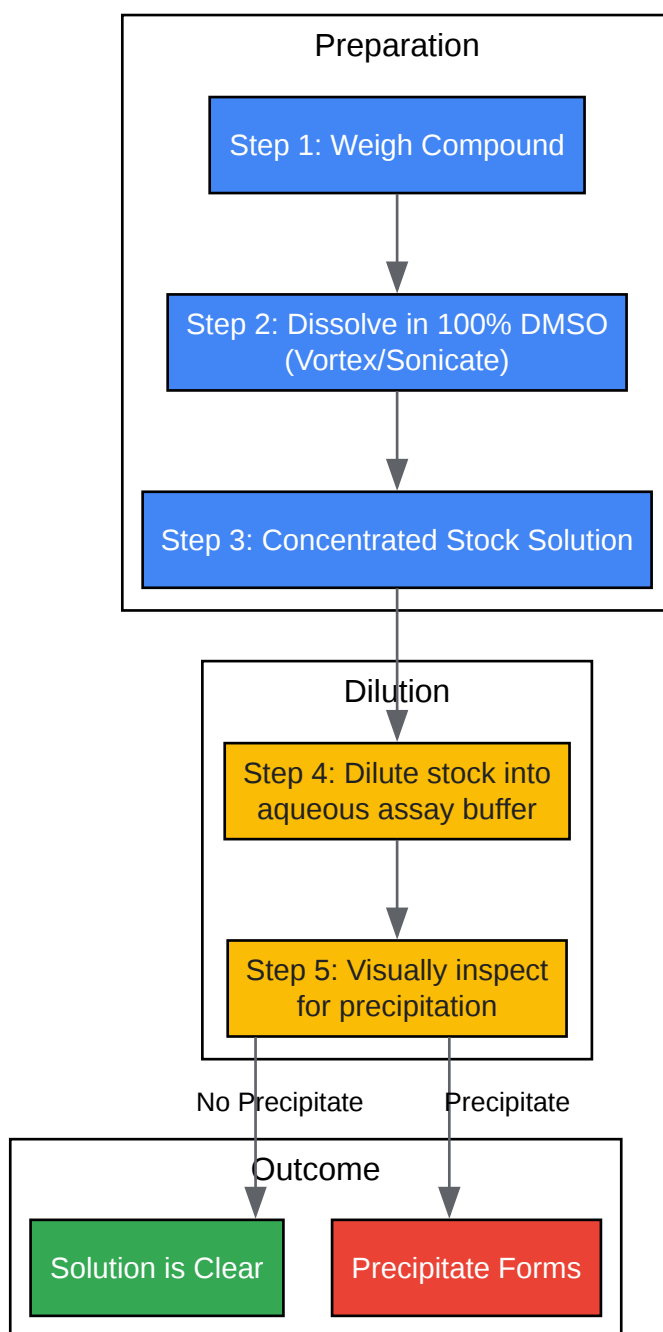 Preparation
Step 1: Weigh Compound
Step 2: Dissolve in 100% DMSO
(Vortex/Sonicate)
Step 3: Concentrated Stock Solution
Dilution
Step 4: Dilute stock into
aqueous assay buffer
Step 5: Visually inspect
for precipitation
No Precipitate
Precipitate
Outcome
Solution is Clear
Precipitate Forms